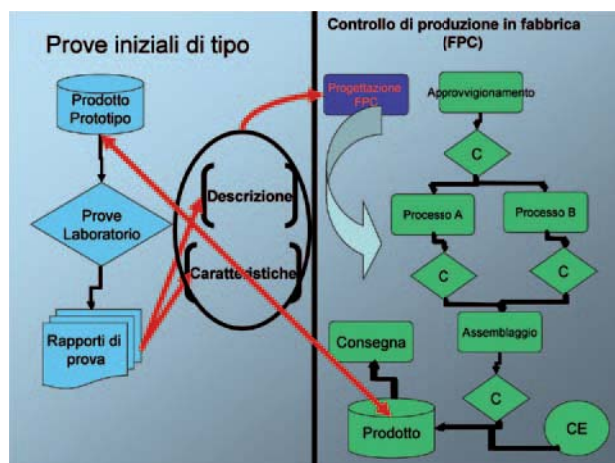 Prove iniziali di tipo
Prodotto
Prototipo
Prove
Laboratorio
Rapporti di
prova
Descrizione
Caratteristiche
Controllo di produzione in fabbrica
(FPC)
Progettazione
FPC
Approvvigionamento
C
Processo A
Processo B
C
C
Assemblaggio
C
Consegna
Prodotto
CE